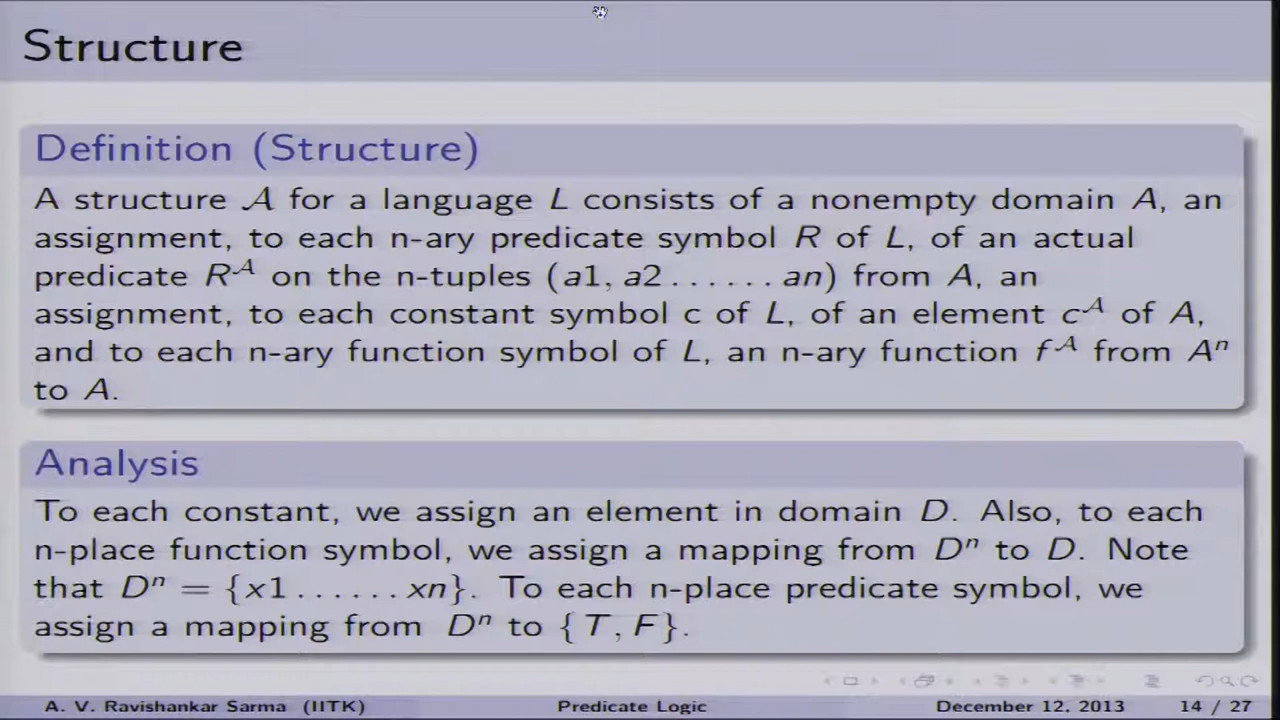 Structure
Definition (Structure)
A structure 𝒜 for a language L consists of a nonempty domain A, an
assignment, to each n-ary predicate symbol R of L, of an actual
predicate R^𝒜 on the n-tuples (a1, a2 . . . . . . an) from A, an
assignment, to each constant symbol c of L, of an element c^𝒜 of A,
and to each n-ary function symbol of L, an n-ary function f^𝒜 from Aⁿ
to A.
Analysis
To each constant, we assign an element in domain D. Also, to each
n-place function symbol, we assign a mapping from Dⁿ to D. Note
that Dⁿ = {x1 . . . . . . xn}. To each n-place predicate symbol, we
assign a mapping from Dⁿ to {T, F}.
A. V. Ravishankar Sarma (IITK) Predicate Logic December 12, 2013 14 / 27